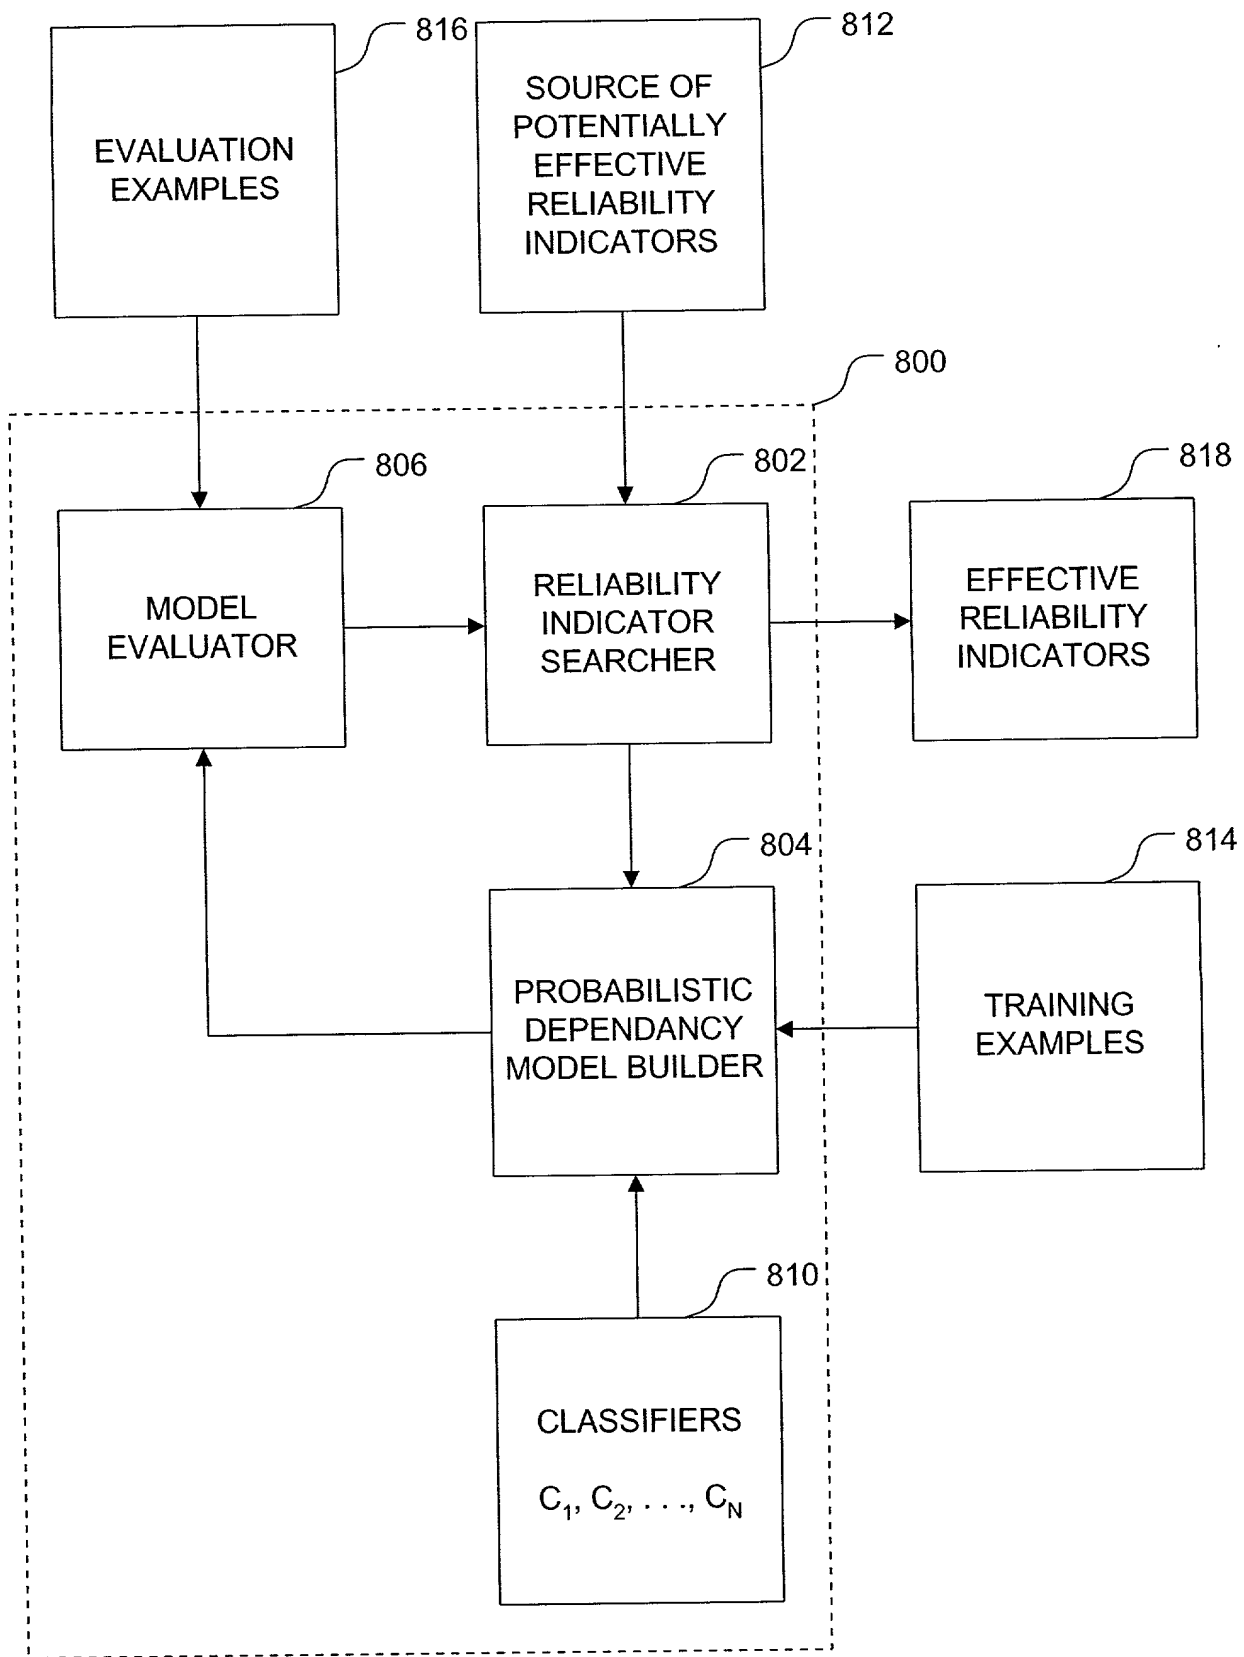 816
812
EVALUATION
EXAMPLES
SOURCE OF
POTENTIALLY
EFFECTIVE
RELIABILITY
INDICATORS
800
806
802
818
MODEL
EVALUATOR
RELIABILITY
INDICATOR
SEARCHER
EFFECTIVE
RELIABILITY
INDICATORS
804
814
PROBABILISTIC
DEPENDANCY
MODEL BUILDER
TRAINING
EXAMPLES
810
CLASSIFIERS
C₁, C₂, . . ., C_N